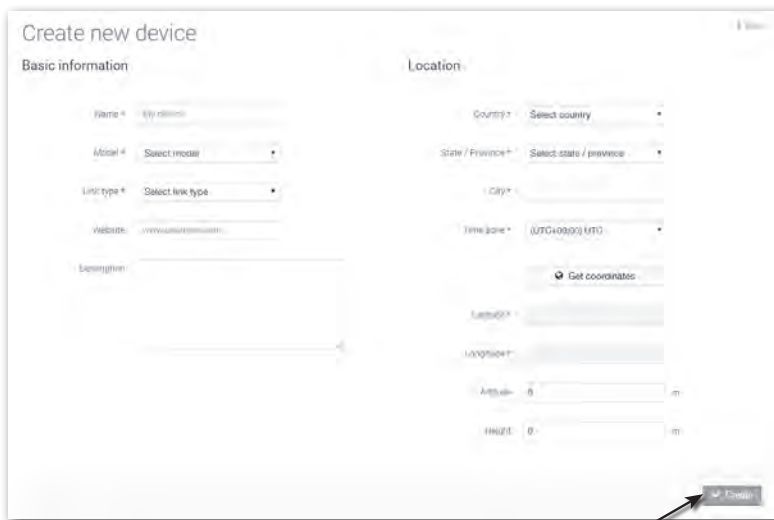 Create new device
Basic information
Name *
My device
Model *
Select model
Link type *
Select link type
Website
Description
Location
Country *
Select country
State / Province *
Select state / province
City *
Time zone *
(UTC+00:00) UTC
Get coordinates
Latitude *
Longitude *
Altitude
0
m
Height
0
m
Create